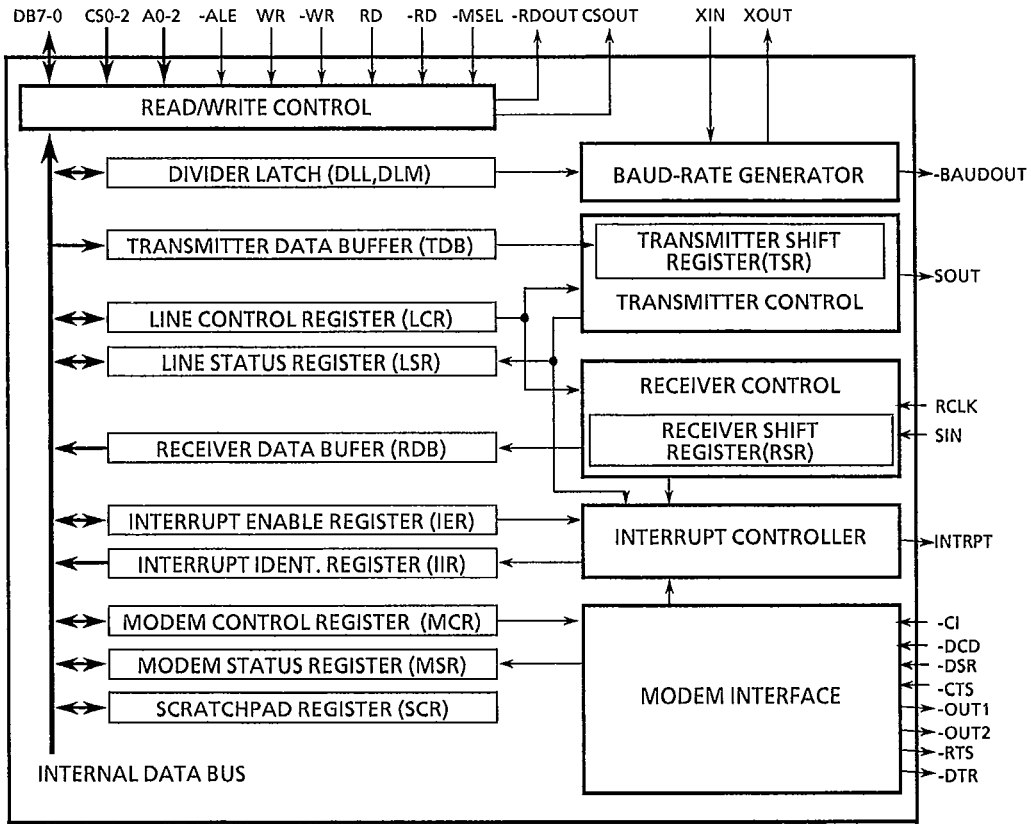 DB7-0 CS0-2 A0-2 -ALE WR -WR RD -RD -MSEL -RDOUT CSOUT XIN XOUT
READ/WRITE CONTROL
DIVIDER LATCH (DLL,DLM)
BAUD-RATE GENERATOR
-BAUDOUT
TRANSMITTER DATA BUFFER (TDB)
TRANSMITTER SHIFT
REGISTER(TSR)
SOUT
TRANSMITTER CONTROL
LINE CONTROL REGISTER (LCR)
LINE STATUS REGISTER (LSR)
RECEIVER CONTROL
RCLK
SIN
RECEIVER SHIFT
REGISTER(RSR)
RECEIVER DATA BUFER (RDB)
INTERRUPT ENABLE REGISTER (IER)
INTERRUPT CONTROLLER
INTRPT
INTERRUPT IDENT. REGISTER (IIR)
MODEM CONTROL REGISTER (MCR)
MODEM STATUS REGISTER (MSR)
SCRATCHPAD REGISTER (SCR)
MODEM INTERFACE
-CI
-DCD
-DSR
-CTS
-OUT1
-OUT2
-RTS
-DTR
INTERNAL DATA BUS